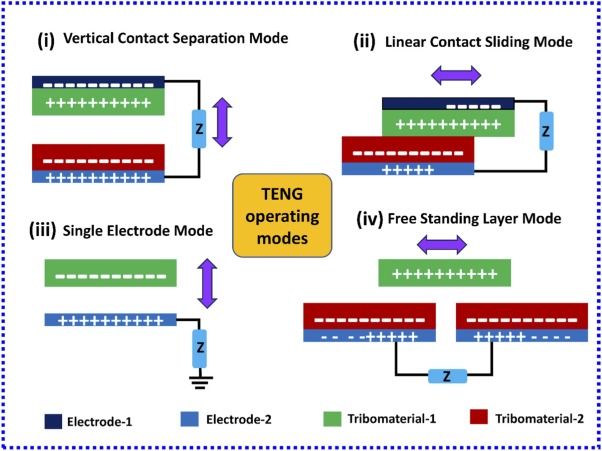 (i) Vertical Contact Separation Mode
(ii) Linear Contact Sliding Mode
– – – – – – – – – –
++++++++++
Z
– – – – – – – – – –
++++++++++
– – – – –
++++++++++
Z
– – – – – – – – – –
+++++
TENG
operating
modes
(iii) Single Electrode Mode
– – – – – – – – – –
++++++++++
Z
(iv) Free Standing Layer Mode
++++++++++
– – – – – – – – – –
– – – – – – – – – –
- - - - +++++
+++++ - - - -
Z
Electrode-1
Electrode-2
Tribomaterial-1
Tribomaterial-2